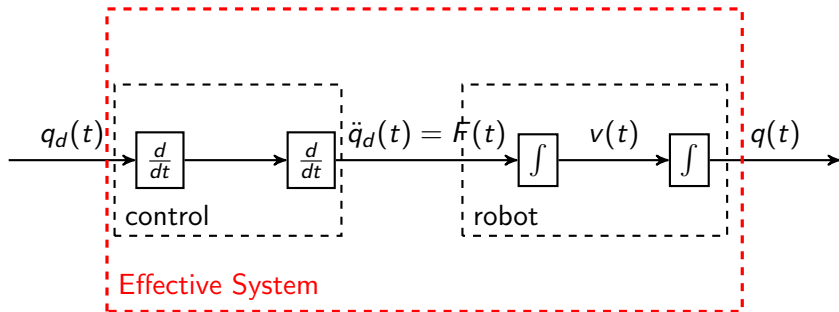 q_d(t) q̈_d(t) = F(t) v(t) q(t)
d/dt d/dt ∫ ∫
control robot
Effective System